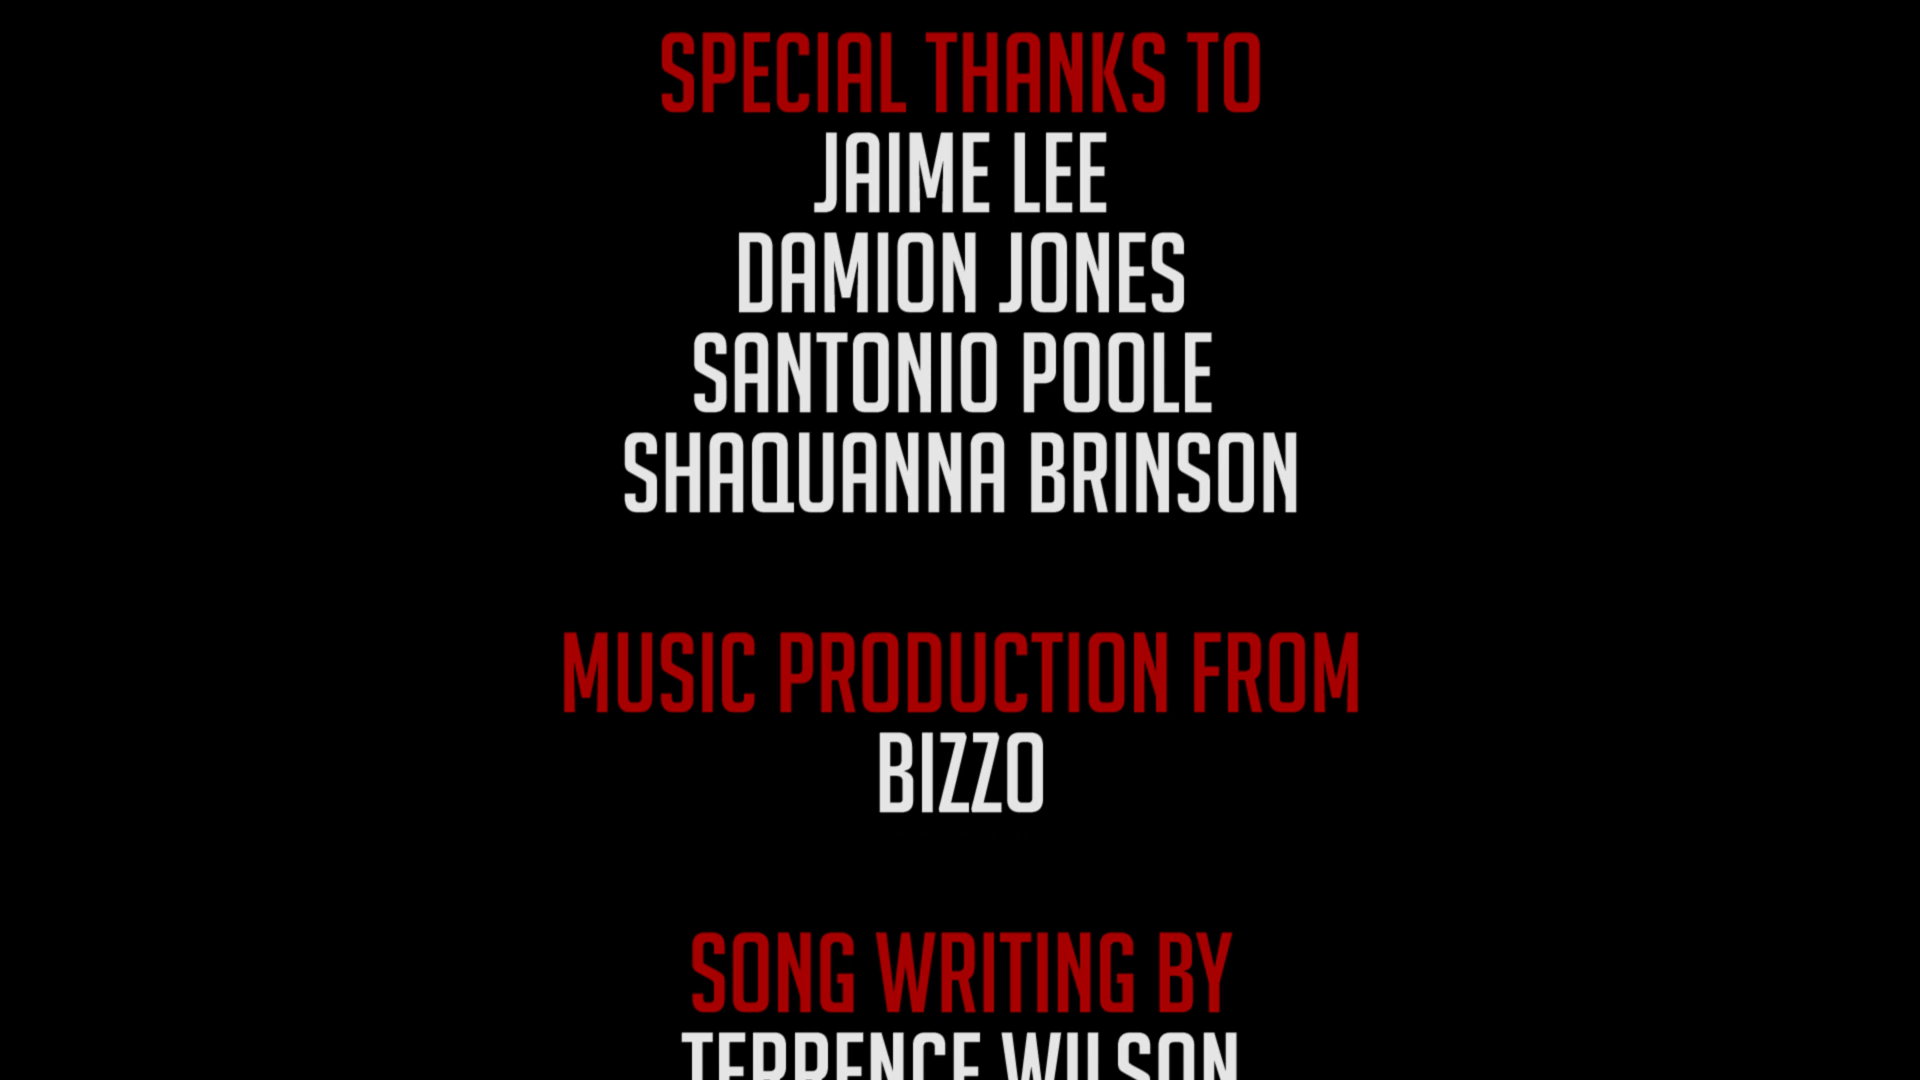 SPECIAL THANKS TO
JAIME LEE
DAMION JONES
SANTONIO POOLE
SHAQUANNA BRINSON
MUSIC PRODUCTION FROM
BIZZO
SONG WRITING BY
TERRENCE WILSON